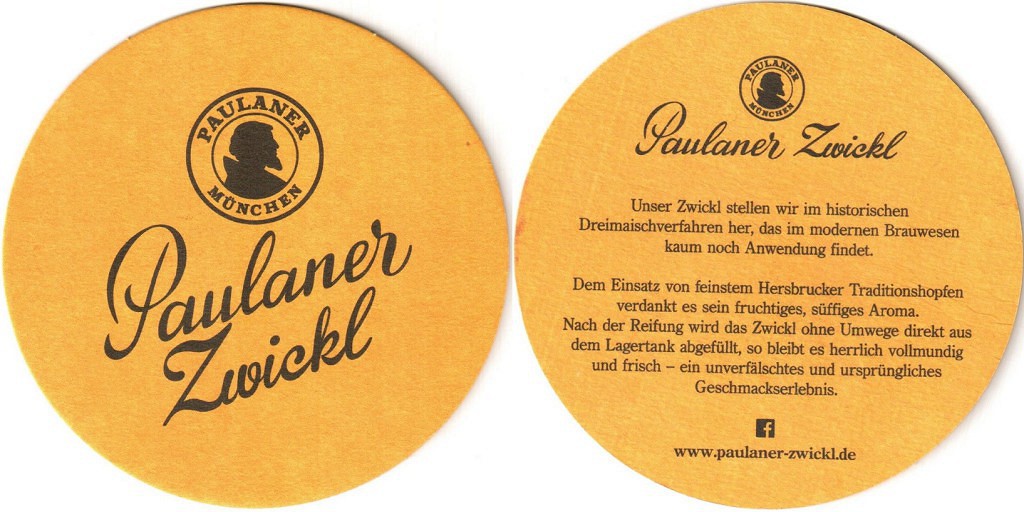 PAULANER
MÜNCHEN
Paulaner
Zwickl
PAULANER
MÜNCHEN
Paulaner Zwickl
Unser Zwickl stellen wir im historischen
Dreimaischverfahren her, das im modernen Brauwesen
kaum noch Anwendung findet.
Dem Einsatz von feinstem Hersbrucker Traditionshopfen
verdankt es sein fruchtiges, süffiges Aroma.
Nach der Reifung wird das Zwickl ohne Umwege direkt aus
dem Lagertank abgefüllt, so bleibt es herrlich vollmundig
und frisch – ein unverfälschtes und ursprüngliches
Geschmackserlebnis.
f
www.paulaner-zwickl.de